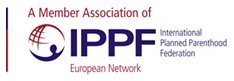 A Member Association of
IPPF International
Planned Parenthood
Federation
European Network